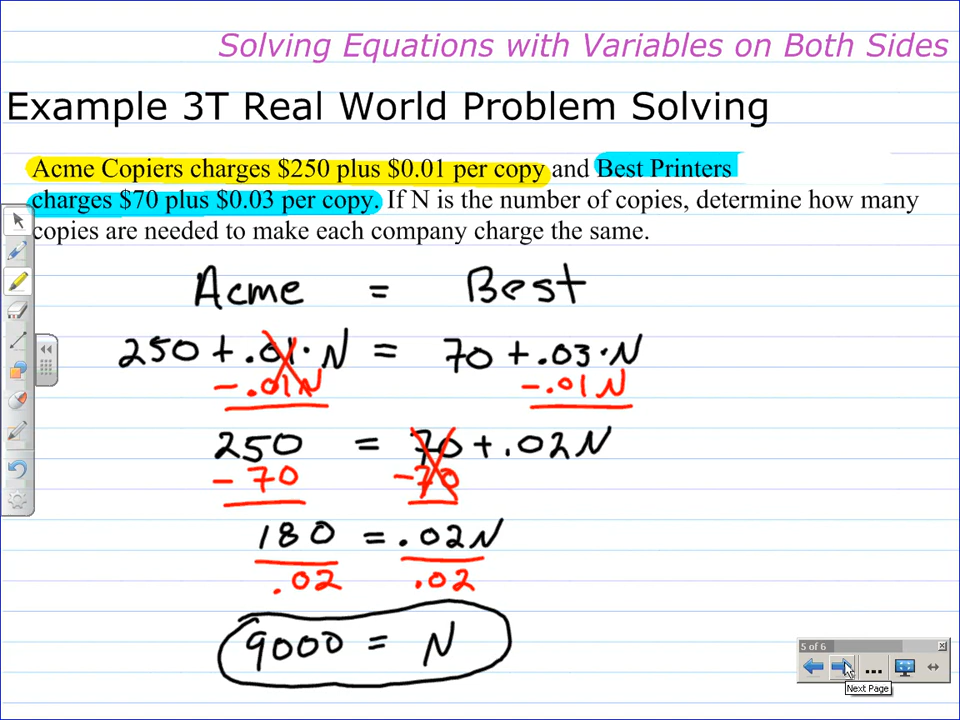 Solving Equations with Variables on Both Sides
Example 3T Real World Problem Solving
Acme Copiers charges $250 plus $0.01 per copy and Best Printers
charges $70 plus $0.03 per copy. If N is the number of copies, determine how many
copies are needed to make each company charge the same.
Acme = Best
250 + .01 · N = 70 + .03 · N
- .01N - .01N
250 = 70 + .02N
- 70 - 70
180 = .02N
.02 .02
9000 = N
5 of 6
...
Next Page